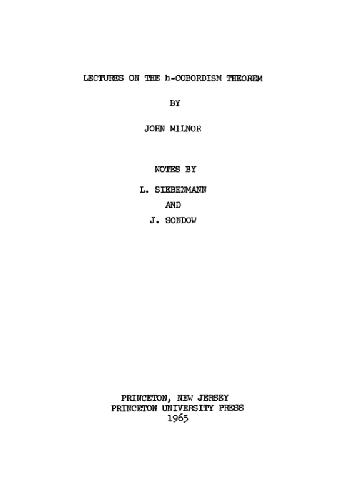 LECTURES ON THE h-COBORDISM THEOREM
BY
JOHN MILNOR
NOTES BY
L. SIEBENMANN
AND
J. SONDOW
PRINCETON, NEW JERSEY
PRINCETON UNIVERSITY PRESS
1965